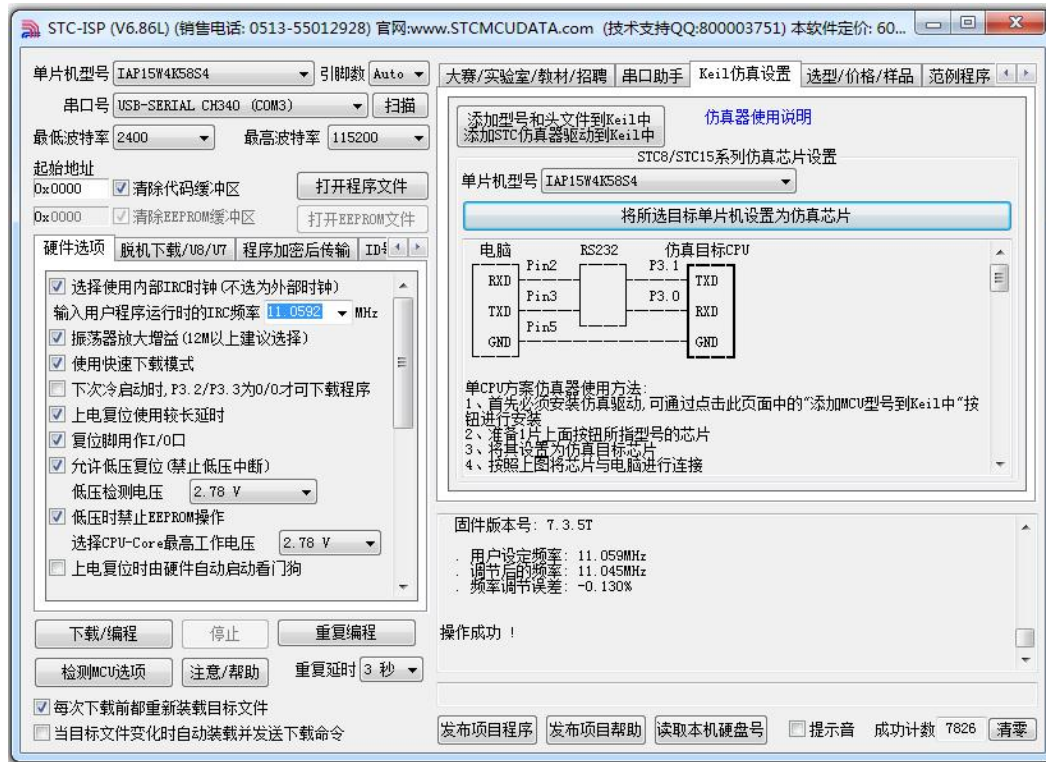 STC-ISP (V6.86L) (销售电话: 0513-55012928) 官网:www.STCMCUDATA.com (技术支持QQ:800003751) 本软件定价: 60...
单片机型号 IAP15W4K58S4 引脚数 Auto
串口号 USB-SERIAL CH340 (COM3) 扫描
最低波特率 2400 最高波特率 115200
起始地址
0x0000 清除代码缓冲区 打开程序文件
0x0000 清除EEPROM缓冲区 打开EEPROM文件
硬件选项 脱机下载/U8/U7 程序加密后传输
选择使用内部IRC时钟(不选为外部时钟)
输入用户程序运行时的IRC频率 11.0592 MHz
振荡器放大增益(12M以上建议选择)
使用快速下载模式
下次冷启动时,P3.2/P3.3为0/0才可下载程序
上电复位使用较长延时
复位脚用作I/O口
允许低压复位(禁止低压中断)
低压检测电压 2.78 V
低压时禁止EEPROM操作
选择CPU-Core最高工作电压 2.78 V
上电复位时由硬件自动启动看门狗
下载/编程 停止 重复编程
检测MCU选项 注意/帮助 重复延时 3 秒
每次下载前都重新装载目标文件
当目标文件变化时自动装载并发送下载命令
大赛/实验室/教材/招聘 串口助手 Keil仿真设置 选型/价格/样品 范例程序
添加型号和头文件到Keil中
添加STC仿真器驱动到Keil中
仿真器使用说明
STC8/STC15系列仿真芯片设置
单片机型号 IAP15W4K58S4
将所选目标单片机设置为仿真芯片
电脑 RS232 仿真目标CPU
RXD Pin2 P3.1 TXD
TXD Pin3 P3.0 RXD
GND Pin5 GND
单CPU方案仿真器使用方法:
1、首先必须安装仿真驱动,可通过点击此页面中的“添加MCU型号到Keil中”按
钮进行安装
2、准备1片上面按钮所指型号的芯片
3、将其设置为仿真目标芯片
4、按照上图将芯片与电脑进行连接
固件版本号: 7.3.5T
. 用户设定频率: 11.059MHz
. 调节后的频率: 11.045MHz
. 频率调节误差: -0.130%
操作成功 !
发布项目程序 发布项目帮助 读取本机硬盘号 提示音 成功计数 7826 清零